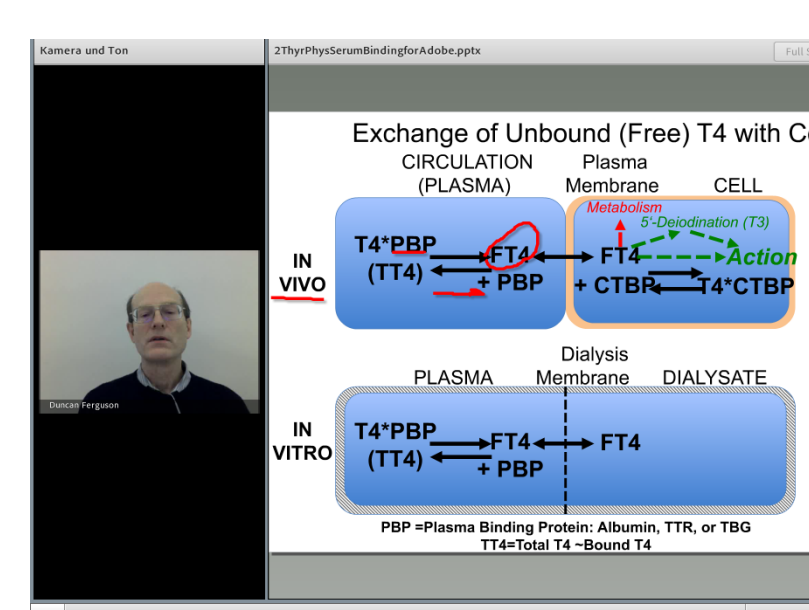 Kamera und Ton
2ThyrPhysSerumBindingforAdobe.pptx
Full
Exchange of Unbound (Free) T4 with
CIRCULATION
(PLASMA)
Plasma
Membrane
CELL
Metabolism
5'-Deiodination (T3)
IN
VIVO
T4*PBP
(TT4)
FT4
+ PBP
FT4
+ CTBP
Action
T4*CTBP
PLASMA
Dialysis
Membrane
DIALYSATE
IN
VITRO
T4*PBP
(TT4)
FT4
+ PBP
FT4
PBP =Plasma Binding Protein: Albumin, TTR, or TBG
TT4=Total T4 ~Bound T4
Duncan Ferguson